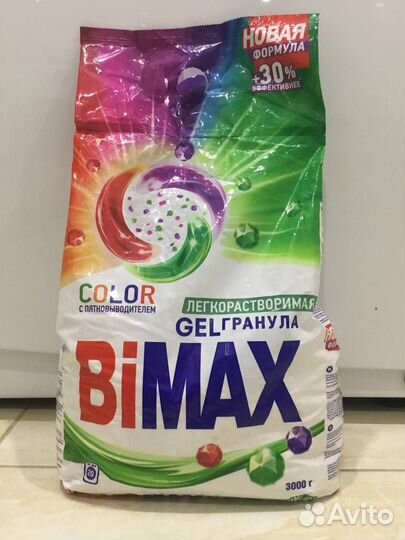 НОВАЯ
ФОРМУЛА
+30%
ЭФФЕКТИВНЕЕ
COLOR
С ПЯТНОВЫВОДИТЕЛЕМ
ЛЕГКОРАСТВОРИМАЯ
GEL ГРАНУЛА
BiMAX
3000 г
Avito